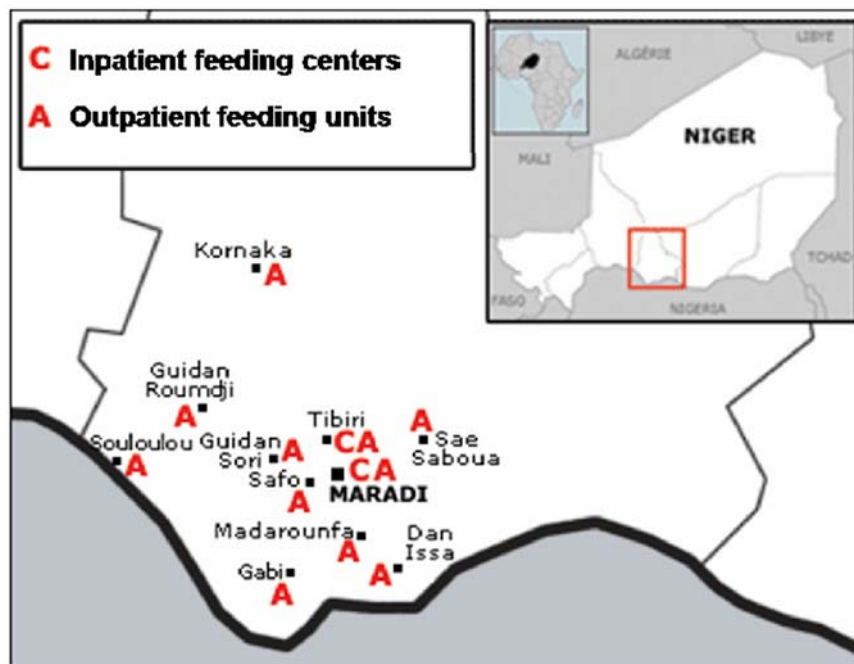 C Inpatient feeding centers
A Outpatient feeding units
LIBYE
ALGÉRIE
NIGER
MALI
TCHAD
FASO
NIGERIA
Kornaka
A
Guidan
Roumdji
A
Souloulou
A
Guidan
Sori
A
Tibiri
CA
A
Sae
Saboua
Safo
A
CA
MARADI
Madarounfa
A
Dan
Issa
A
Gabi
A